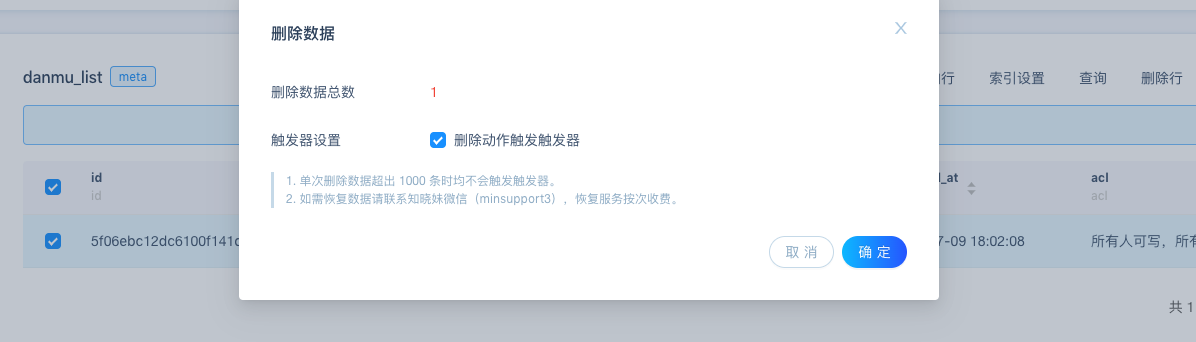 删除数据
danmu_list meta
行 索引设置 查询 删除行
删除数据总数 1
触发器设置 删除动作触发触发器
1. 单次删除数据超出 1000 条时均不会触发触发器。
2. 如需恢复数据请联系知晓妹微信（minsupport3），恢复服务按次收费。
id
id
_at
acl
acl
5f06ebc12dc6100f141
7-09 18:02:08
所有人可写，所有
取 消 确 定
共 1